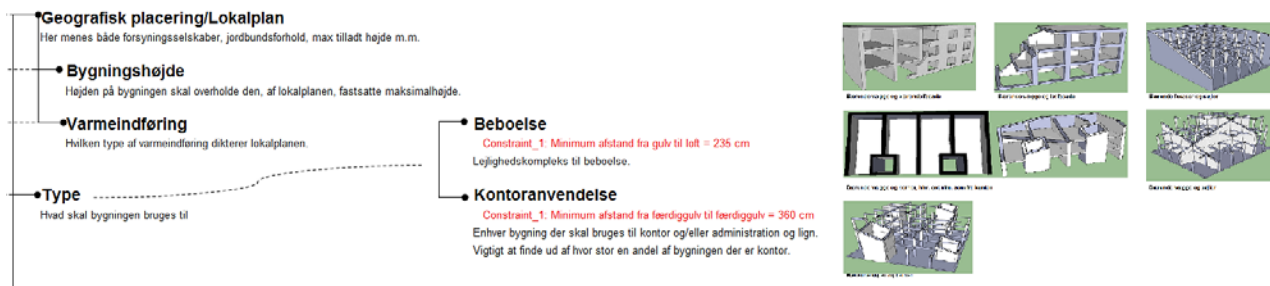 Geografisk placering/Lokalplan
Her menes både forsyningsselskaber, jordbundsforhold, max tilladt højde m.m.
Bygningshøjde
Højden på bygningen skal overholde den, af lokalplanen, fastsatte maksimalhøjde.
Varmeindføring
Hvilken type af varmeindføring dikterer lokalplanen.
Type
Hvad skal bygningen bruges til
Beboelse
Constraint_1: Minimum afstand fra gulv til loft = 235 cm
Lejlighedskompleks til beboelse.
Kontoranvendelse
Constraint_1: Minimum afstand fra færdiggulv til færdiggulv = 360 cm
Enhver bygning der skal bruges til kontor og/eller administration og lign.
Vigtigt at finde ud af hvor stor en andel af bygningen der er kontor.